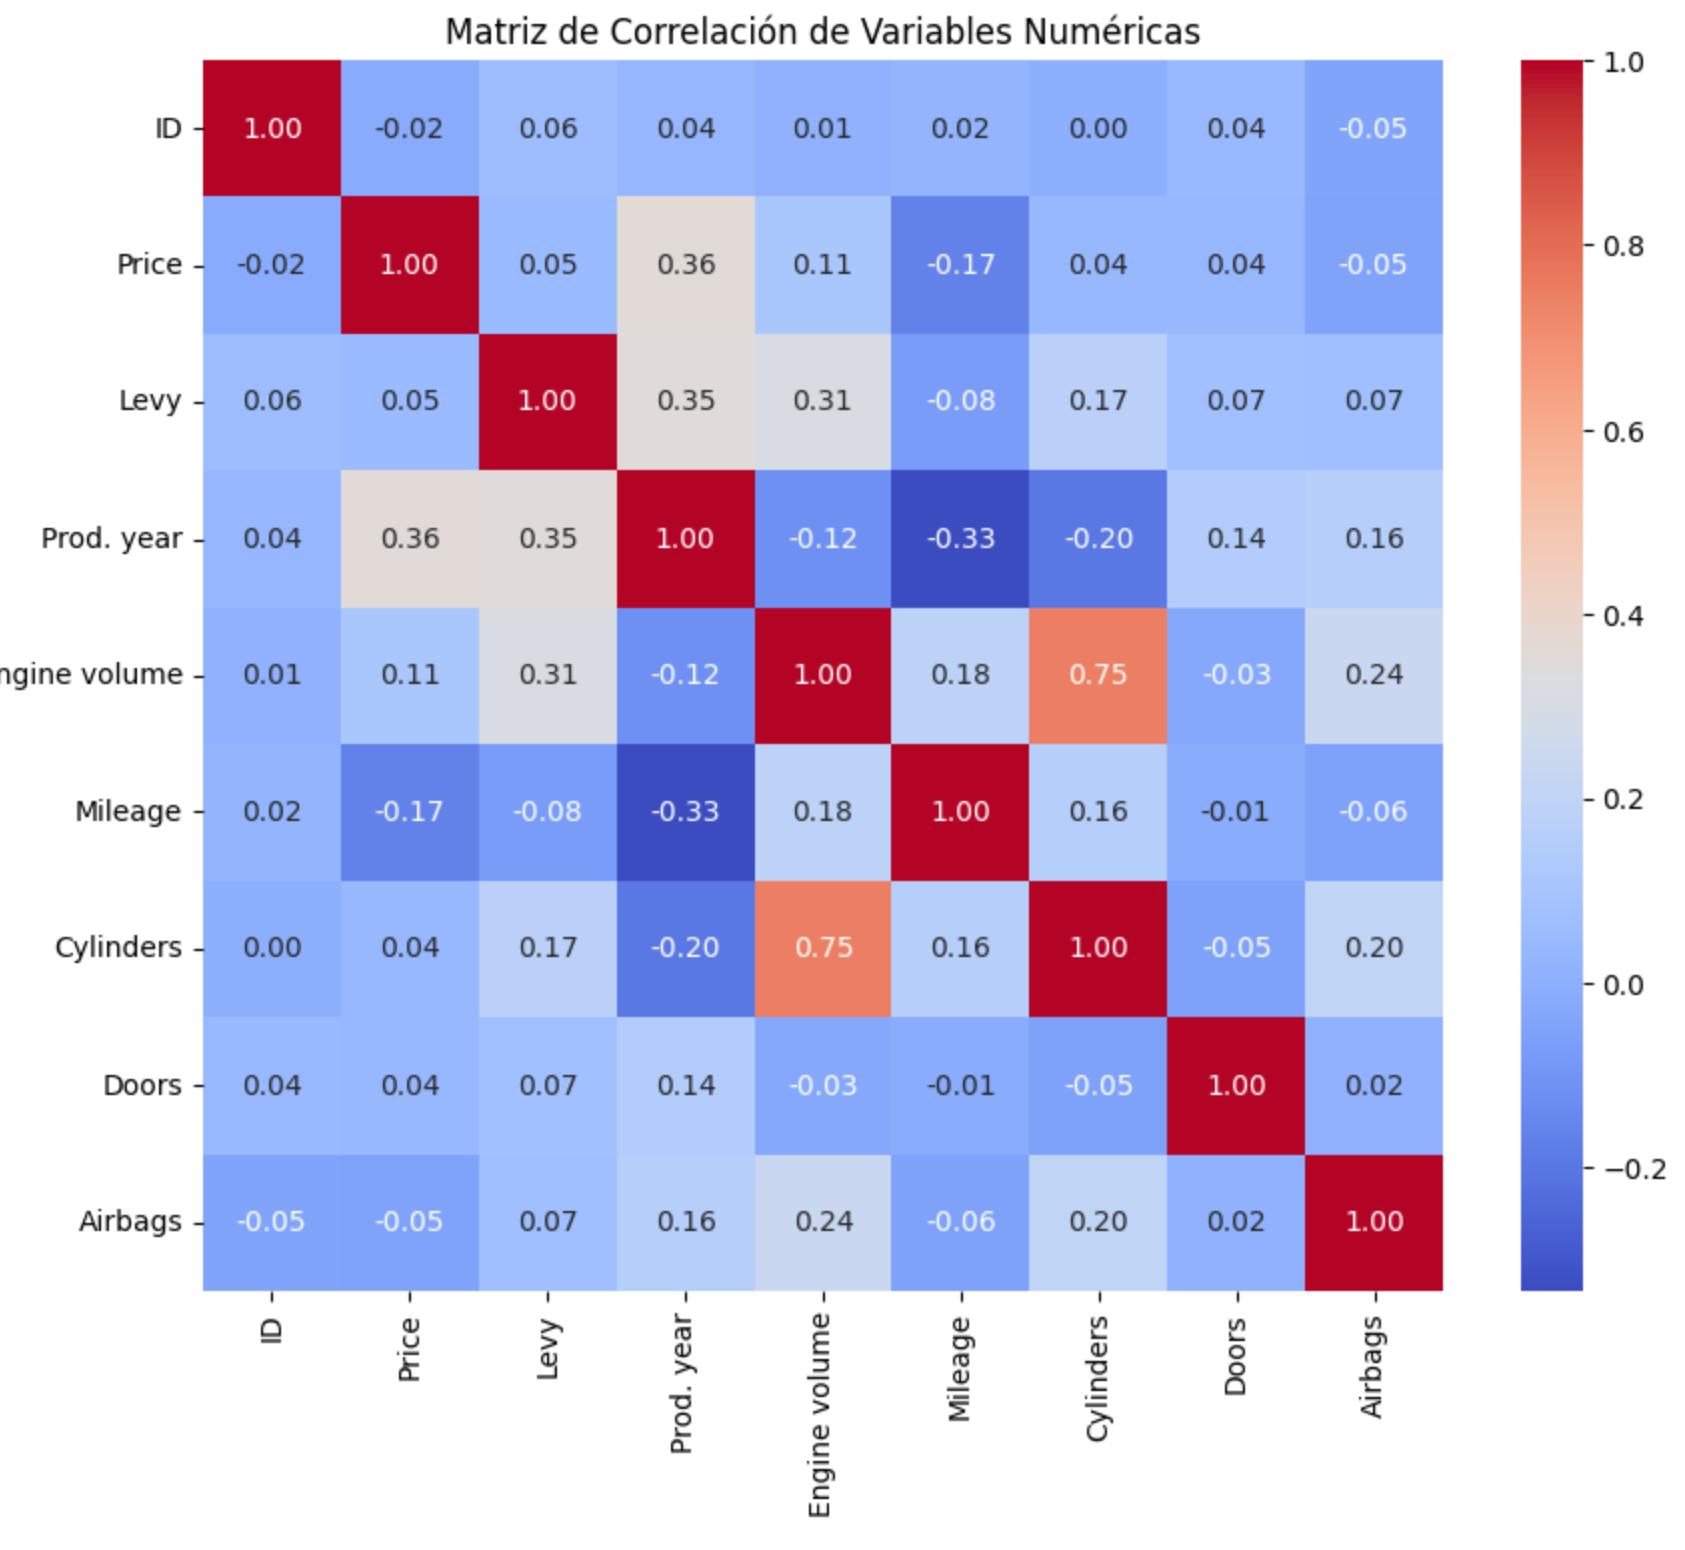 Matriz de Correlación de Variables Numéricas
ID 1.00 -0.02 0.06 0.04 0.01 0.02 0.00 0.04 -0.05
Price -0.02 1.00 0.05 0.36 0.11 -0.17 0.04 0.04 -0.05
Levy 0.06 0.05 1.00 0.35 0.31 -0.08 0.17 0.07 0.07
Prod. year 0.04 0.36 0.35 1.00 -0.12 -0.33 -0.20 0.14 0.16
ngine volume 0.01 0.11 0.31 -0.12 1.00 0.18 0.75 -0.03 0.24
Mileage 0.02 -0.17 -0.08 -0.33 0.18 1.00 0.16 -0.01 -0.06
Cylinders 0.00 0.04 0.17 -0.20 0.75 0.16 1.00 -0.05 0.20
Doors 0.04 0.04 0.07 0.14 -0.03 -0.01 -0.05 1.00 0.02
Airbags -0.05 -0.05 0.07 0.16 0.24 -0.06 0.20 0.02 1.00
ID Price Levy Prod. year Engine volume Mileage Cylinders Doors Airbags
1.0
0.8
0.6
0.4
0.2
0.0
−0.2